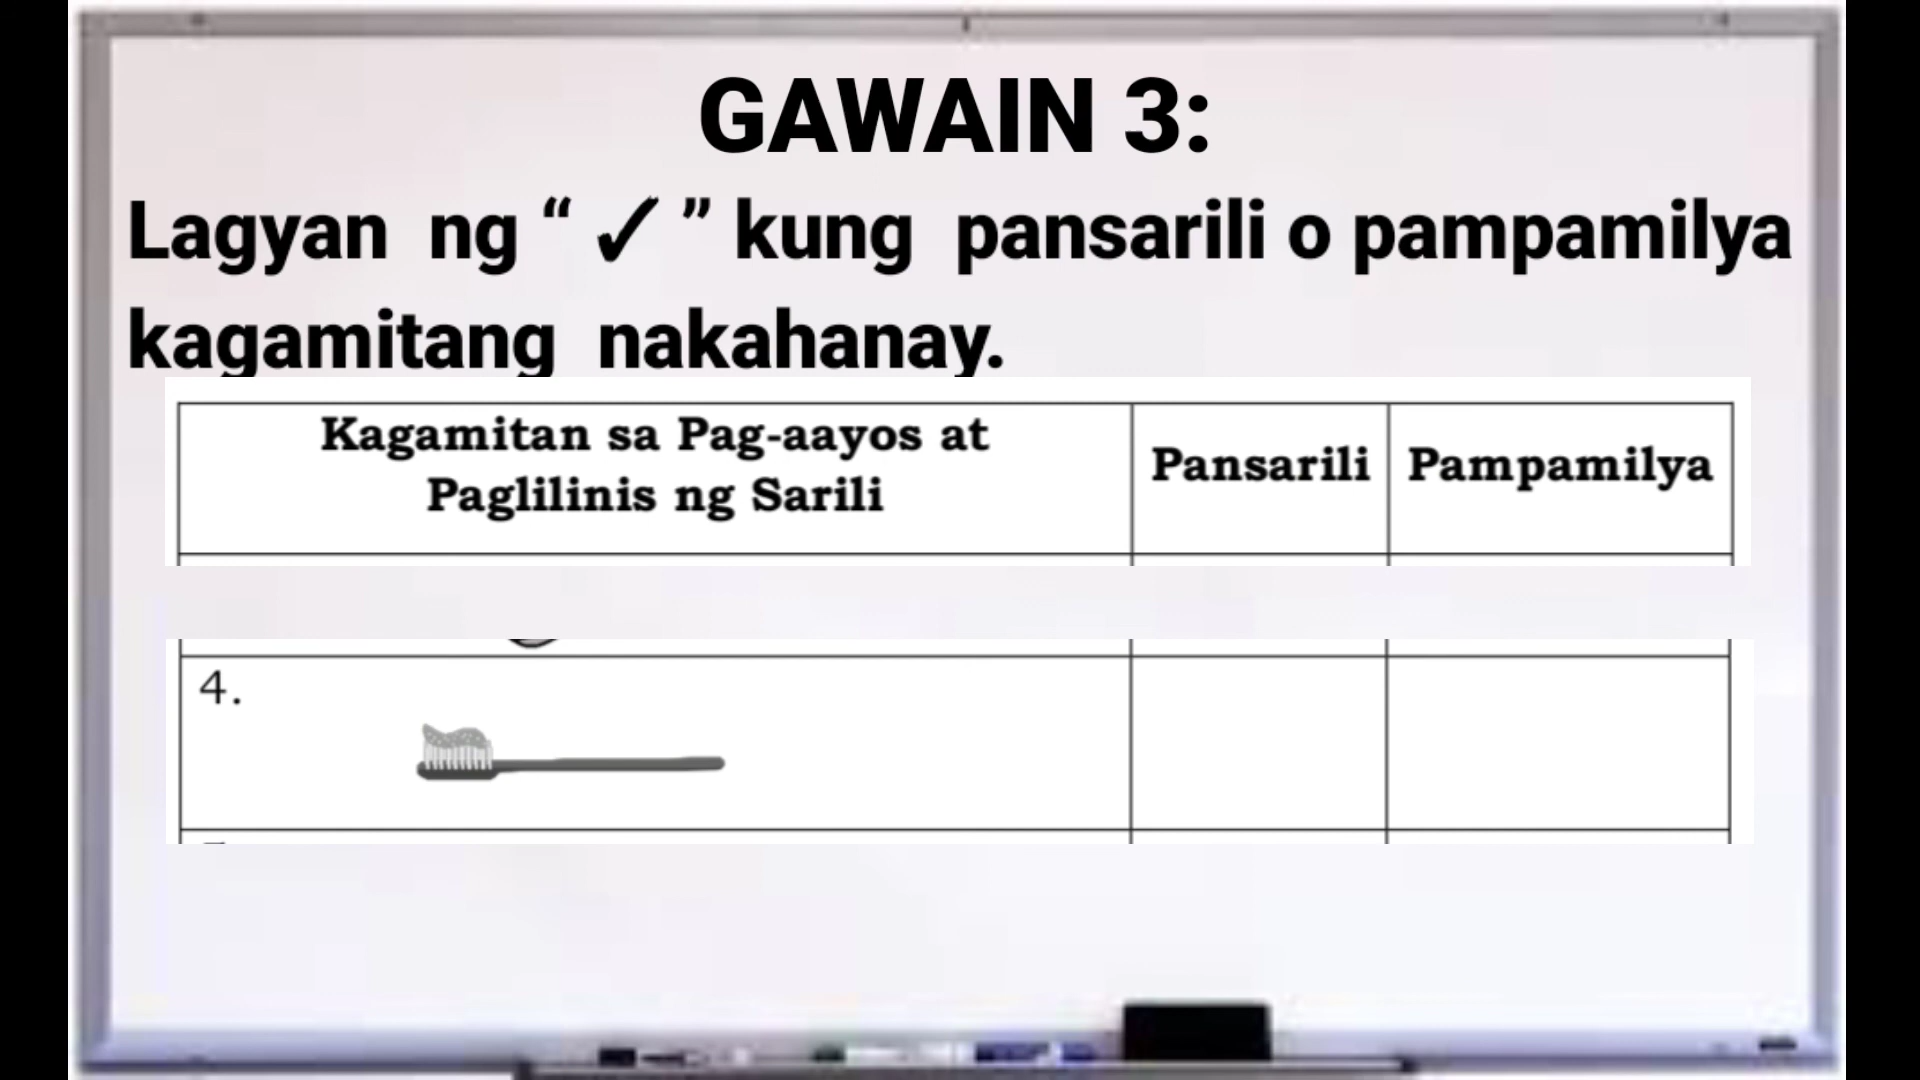 GAWAIN 3:
Lagyan ng “ ✓ ” kung pansarili o pampamilya
kagamitang nakahanay.
Kagamitan sa Pag-aayos at
Paglilinis ng Sarili
Pansarili
Pampamilya
4.